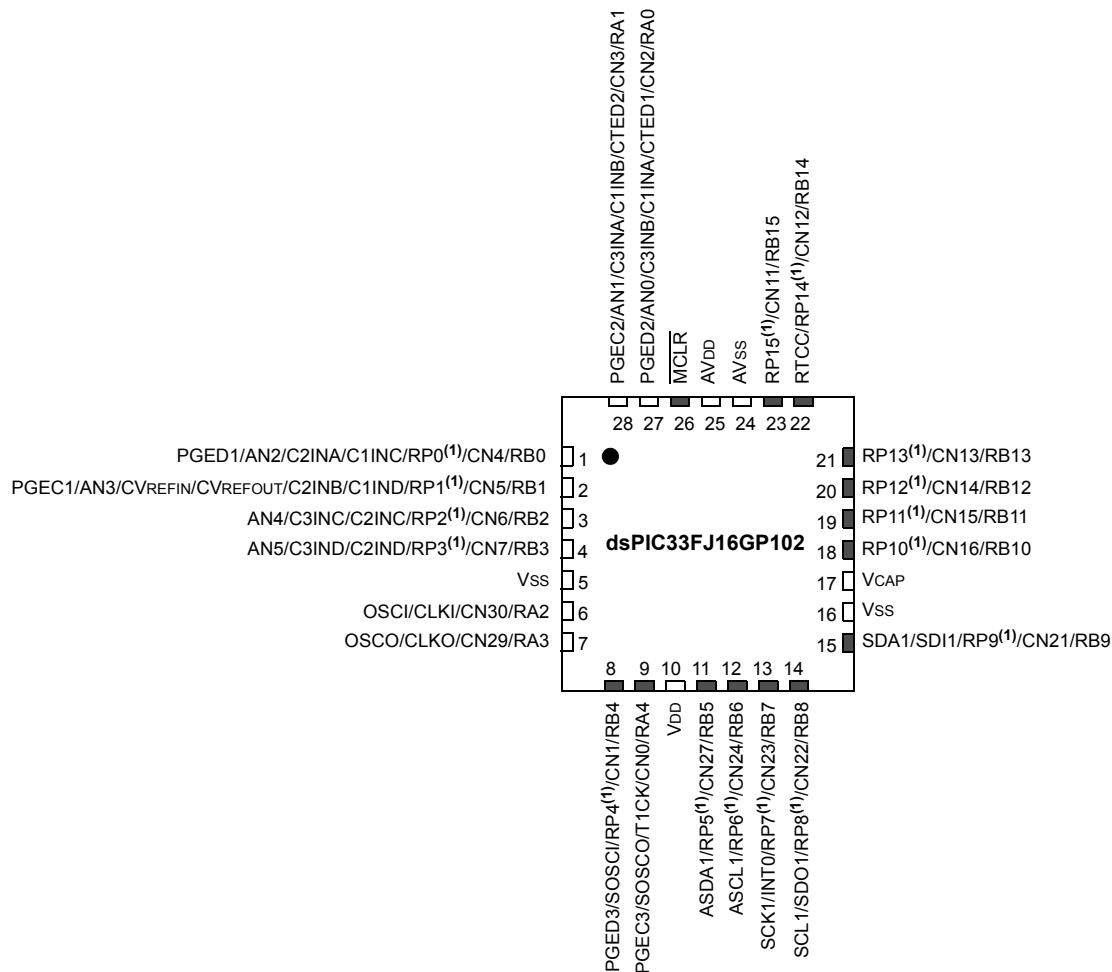 PGEC2/AN1/C3INA/C1INB/CTED2/CN3/RA1
PGED2/AN0/C3INB/C1INA/CTED1/CN2/RA0
MCLR
AVDD
AVSS
RP15(1)/CN11/RB15
RTCC/RP14(1)/CN12/RB14
28 27 26 25 24 23 22
PGED1/AN2/C2INA/C1INC/RP0(1)/CN4/RB0 1
PGEC1/AN3/CVREFIN/CVREFOUT/C2INB/C1IND/RP1(1)/CN5/RB1 2
AN4/C3INC/C2INC/RP2(1)/CN6/RB2 3
AN5/C3IND/C2IND/RP3(1)/CN7/RB3 4
VSS 5
OSCI/CLKI/CN30/RA2 6
OSCO/CLKO/CN29/RA3 7
dsPIC33FJ16GP102
21 RP13(1)/CN13/RB13
20 RP12(1)/CN14/RB12
19 RP11(1)/CN15/RB11
18 RP10(1)/CN16/RB10
17 VCAP
16 VSS
15 SDA1/SDI1/RP9(1)/CN21/RB9
8 9 10 11 12 13 14
PGED3/SOSCI/RP4(1)/CN1/RB4
PGEC3/SOSCO/T1CK/CN0/RA4
VDD
ASDA1/RP5(1)/CN27/RB5
ASCL1/RP6(1)/CN24/RB6
SCK1/INT0/RP7(1)/CN23/RB7
SCL1/SDO1/RP8(1)/CN22/RB8